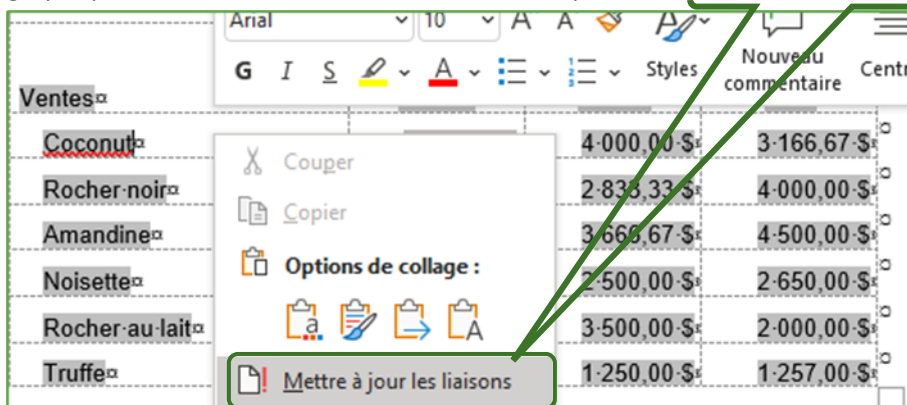 Arial 10 A A
G I S A Styles Nouveau commentaire Centr
Ventes¤
Coconut¤ 4·000,00·$¤ 3·166,67·$¤
Rocher·noir¤ 2·833,33·$¤ 4·000,00·$¤
Amandine¤ 3·666,67·$¤ 4·500,00·$¤
Noisette¤ 2·500,00·$¤ 2·650,00·$¤
Rocher·au·lait¤ 3·500,00·$¤ 2·000,00·$¤
Truffe¤ 1·250,00·$¤ 1·257,00·$¤
Couper
Copier
Options de collage :
Mettre à jour les liaisons